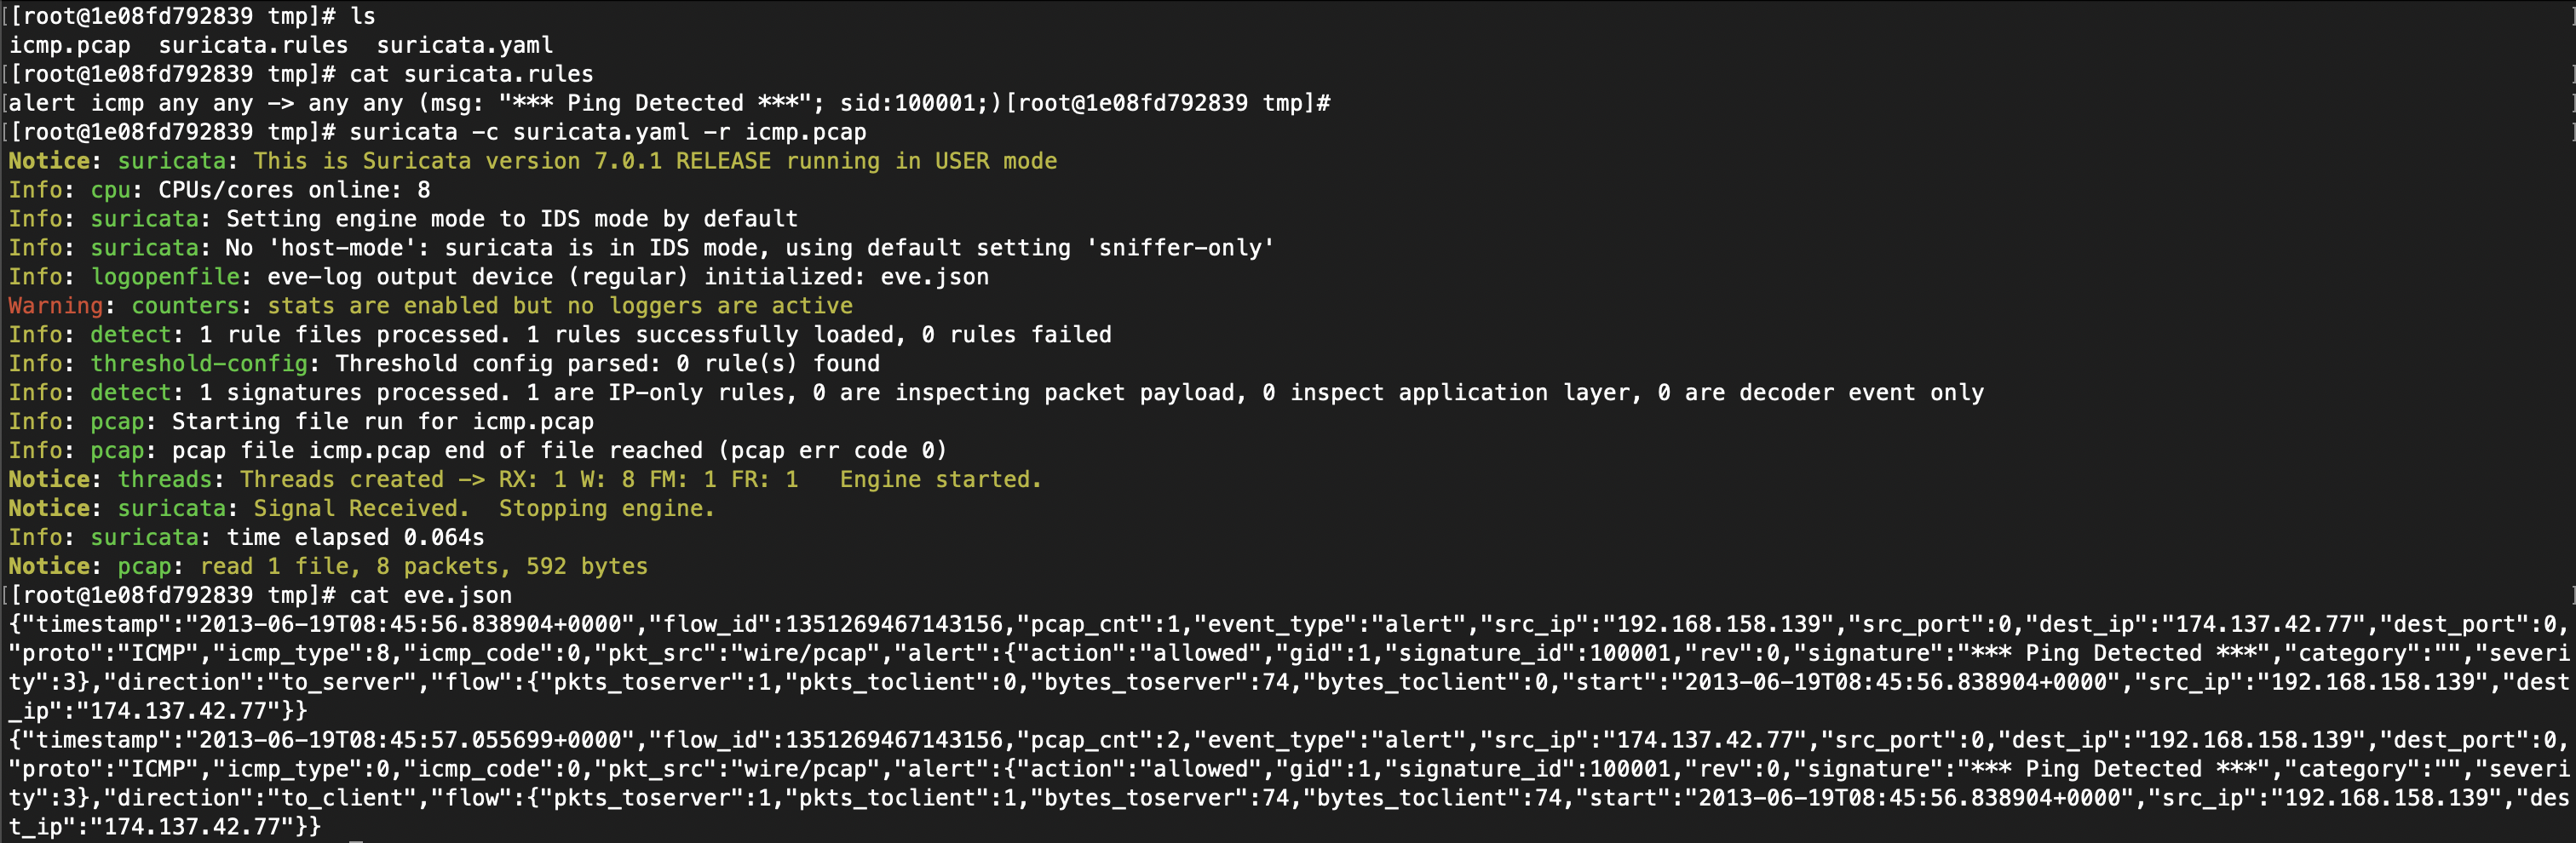 [[root@1e08fd792839 tmp]# ls ]
icmp.pcap  suricata.rules  suricata.yaml
[[root@1e08fd792839 tmp]# cat suricata.rules ]
[alert icmp any any -> any any (msg: "*** Ping Detected ***"; sid:100001;)[root@1e08fd792839 tmp]# ]
[[root@1e08fd792839 tmp]# suricata -c suricata.yaml -r icmp.pcap ]
Notice: suricata: This is Suricata version 7.0.1 RELEASE running in USER mode
Info: cpu: CPUs/cores online: 8
Info: suricata: Setting engine mode to IDS mode by default
Info: suricata: No 'host-mode': suricata is in IDS mode, using default setting 'sniffer-only'
Info: logopenfile: eve-log output device (regular) initialized: eve.json
Warning: counters: stats are enabled but no loggers are active
Info: detect: 1 rule files processed. 1 rules successfully loaded, 0 rules failed
Info: threshold-config: Threshold config parsed: 0 rule(s) found
Info: detect: 1 signatures processed. 1 are IP-only rules, 0 are inspecting packet payload, 0 inspect application layer, 0 are decoder event only
Info: pcap: Starting file run for icmp.pcap
Info: pcap: pcap file icmp.pcap end of file reached (pcap err code 0)
Notice: threads: Threads created -> RX: 1 W: 8 FM: 1 FR: 1   Engine started.
Notice: suricata: Signal Received.  Stopping engine.
Info: suricata: time elapsed 0.064s
Notice: pcap: read 1 file, 8 packets, 592 bytes
[[root@1e08fd792839 tmp]# cat eve.json ]
{"timestamp":"2013-06-19T08:45:56.838904+0000","flow_id":1351269467143156,"pcap_cnt":1,"event_type":"alert","src_ip":"192.168.158.139","src_port":0,"dest_ip":"174.137.42.77","dest_port":0,
"proto":"ICMP","icmp_type":8,"icmp_code":0,"pkt_src":"wire/pcap","alert":{"action":"allowed","gid":1,"signature_id":100001,"rev":0,"signature":"*** Ping Detected ***","category":"","severi
ty":3},"direction":"to_server","flow":{"pkts_toserver":1,"pkts_toclient":0,"bytes_toserver":74,"bytes_toclient":0,"start":"2013-06-19T08:45:56.838904+0000","src_ip":"192.168.158.139","dest
_ip":"174.137.42.77"}}
{"timestamp":"2013-06-19T08:45:57.055699+0000","flow_id":1351269467143156,"pcap_cnt":2,"event_type":"alert","src_ip":"174.137.42.77","src_port":0,"dest_ip":"192.168.158.139","dest_port":0,
"proto":"ICMP","icmp_type":0,"icmp_code":0,"pkt_src":"wire/pcap","alert":{"action":"allowed","gid":1,"signature_id":100001,"rev":0,"signature":"*** Ping Detected ***","category":"","severi
ty":3},"direction":"to_client","flow":{"pkts_toserver":1,"pkts_toclient":1,"bytes_toserver":74,"bytes_toclient":74,"start":"2013-06-19T08:45:56.838904+0000","src_ip":"192.168.158.139","des
t_ip":"174.137.42.77"}}